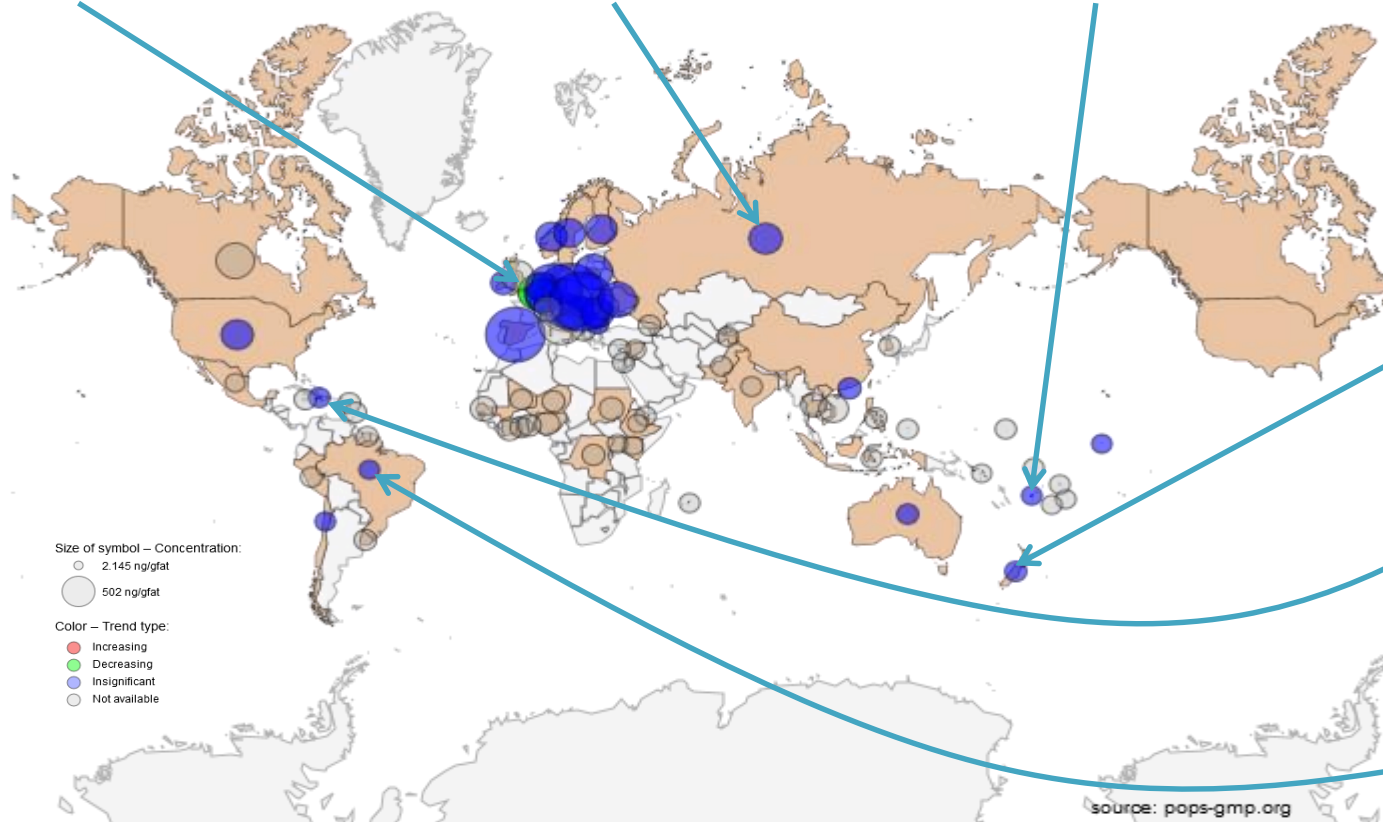 Size of symbol – Concentration:
2.145 ng/gfat
502 ng/gfat
Color – Trend type:
Increasing
Decreasing
Insignificant
Not available
source: pops-gmp.org